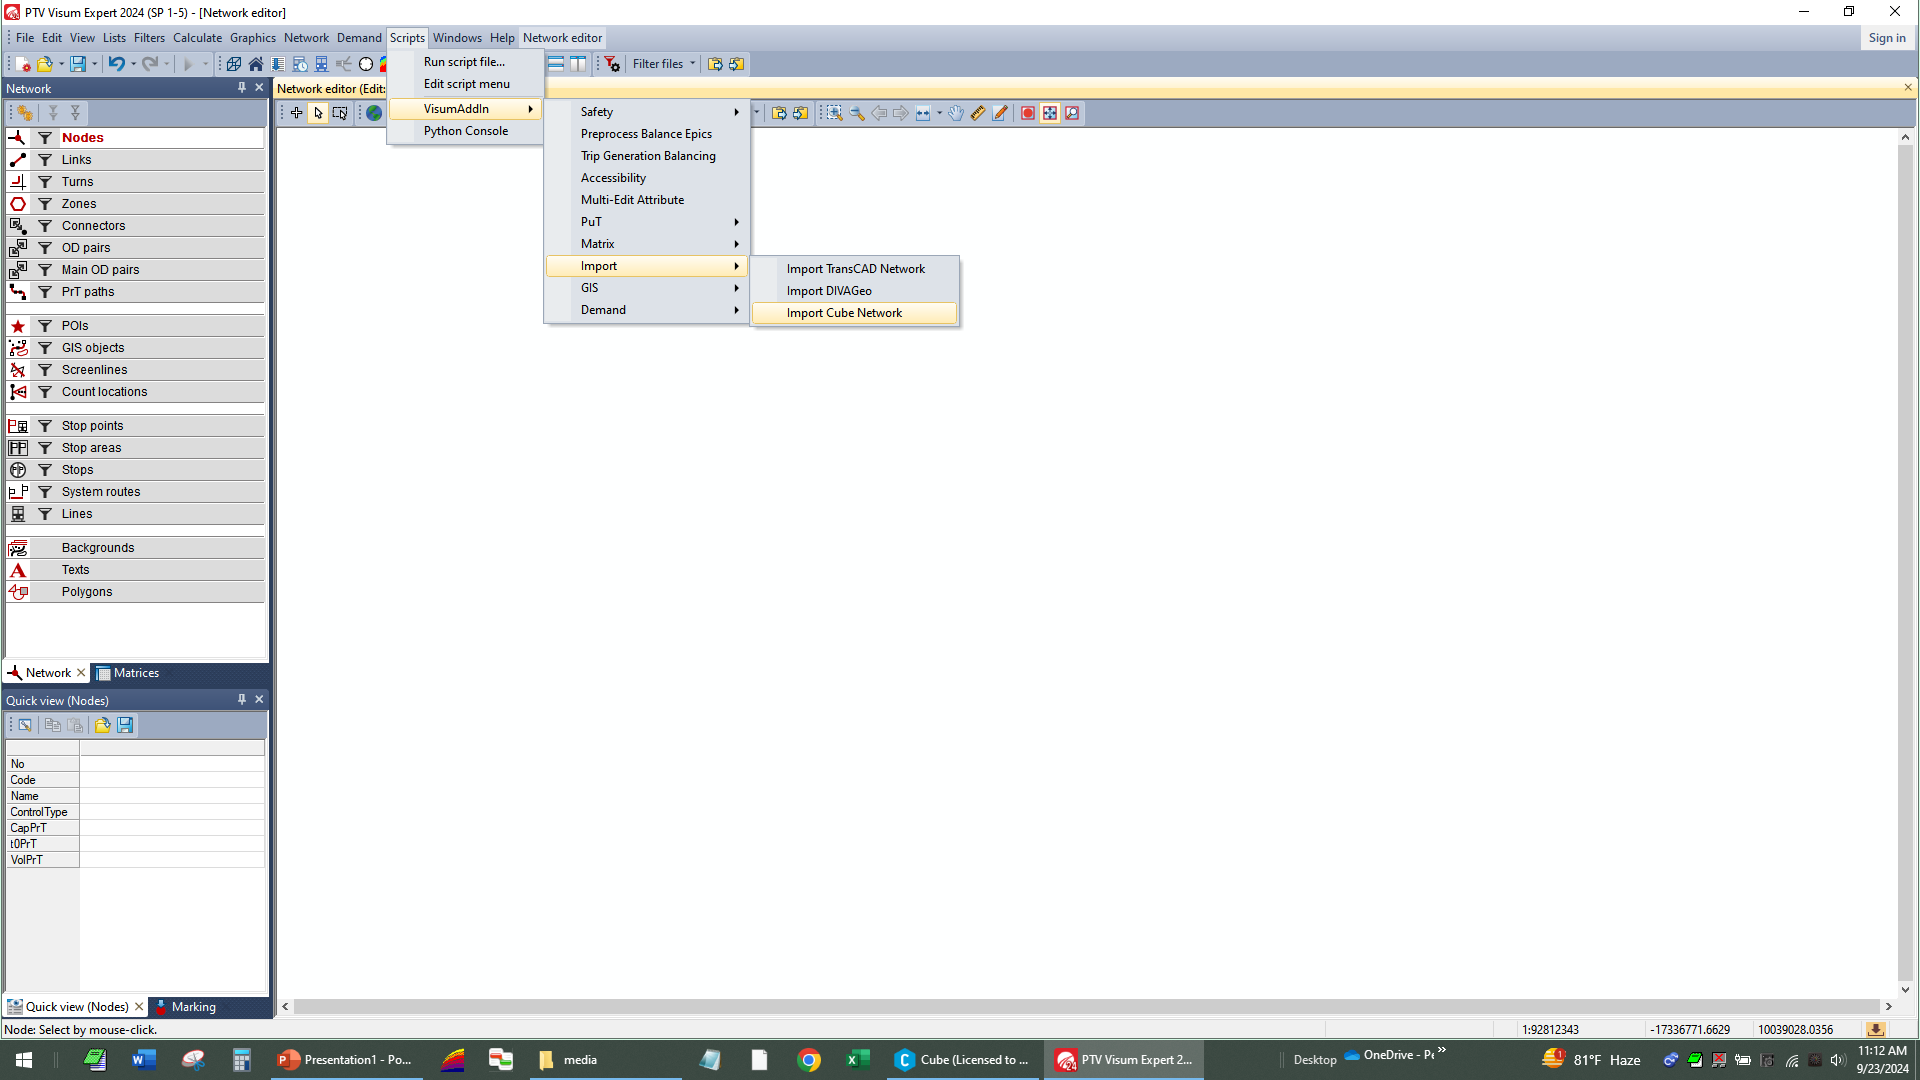 PTV Visum Expert 2024 (SP 1-5) - [Network editor]
File Edit View Lists Filters Calculate Graphics Network Demand Scripts Windows Help Network editor
Sign in
Filter files
Network
Network editor (Edit:
Run script file...
Edit script menu
VisumAddIn
Python Console
Safety
Preprocess Balance Epics
Trip Generation Balancing
Accessibility
Multi-Edit Attribute
PuT
Matrix
Import
GIS
Demand
Import TransCAD Network
Import DIVAGeo
Import Cube Network
Nodes
Links
Turns
Zones
Connectors
OD pairs
Main OD pairs
PrT paths
POIs
GIS objects
Screenlines
Count locations
Stop points
Stop areas
Stops
System routes
Lines
Backgrounds
Texts
Polygons
Network Matrices
Quick view (Nodes)
No
Code
Name
ControlType
CapPrT
t0PrT
VolPrT
Quick view (Nodes) Marking
Node: Select by mouse-click.
1:92812343 -17336771.6629 10039028.0356
Presentation1 - Po...
media
Cube (Licensed to ...
PTV Visum Expert 2...
Desktop
OneDrive - Pe
81°F Haze
11:12 AM
9/23/2024